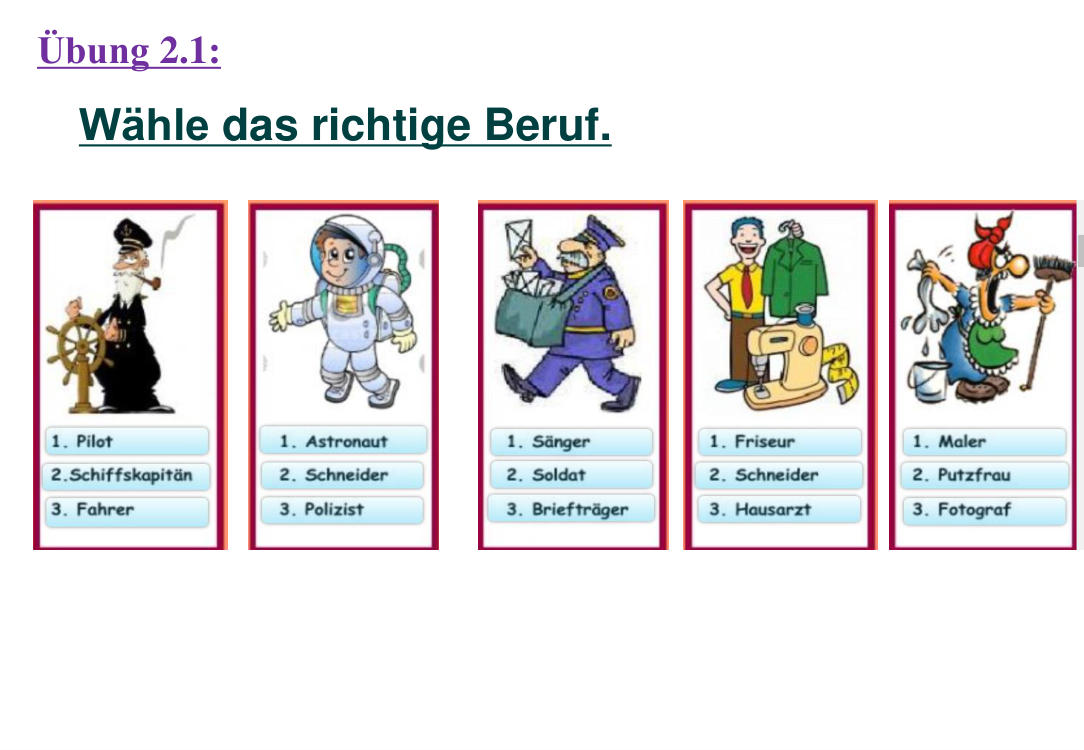 Übung 2.1:
Wähle das richtige Beruf.
1. Pilot
2.Schiffskapitän
3. Fahrer
1. Astronaut
2. Schneider
3. Polizist
1. Sänger
2. Soldat
3. Briefträger
1. Friseur
2. Schneider
3. Hausarzt
1. Maler
2. Putzfrau
3. Fotograf